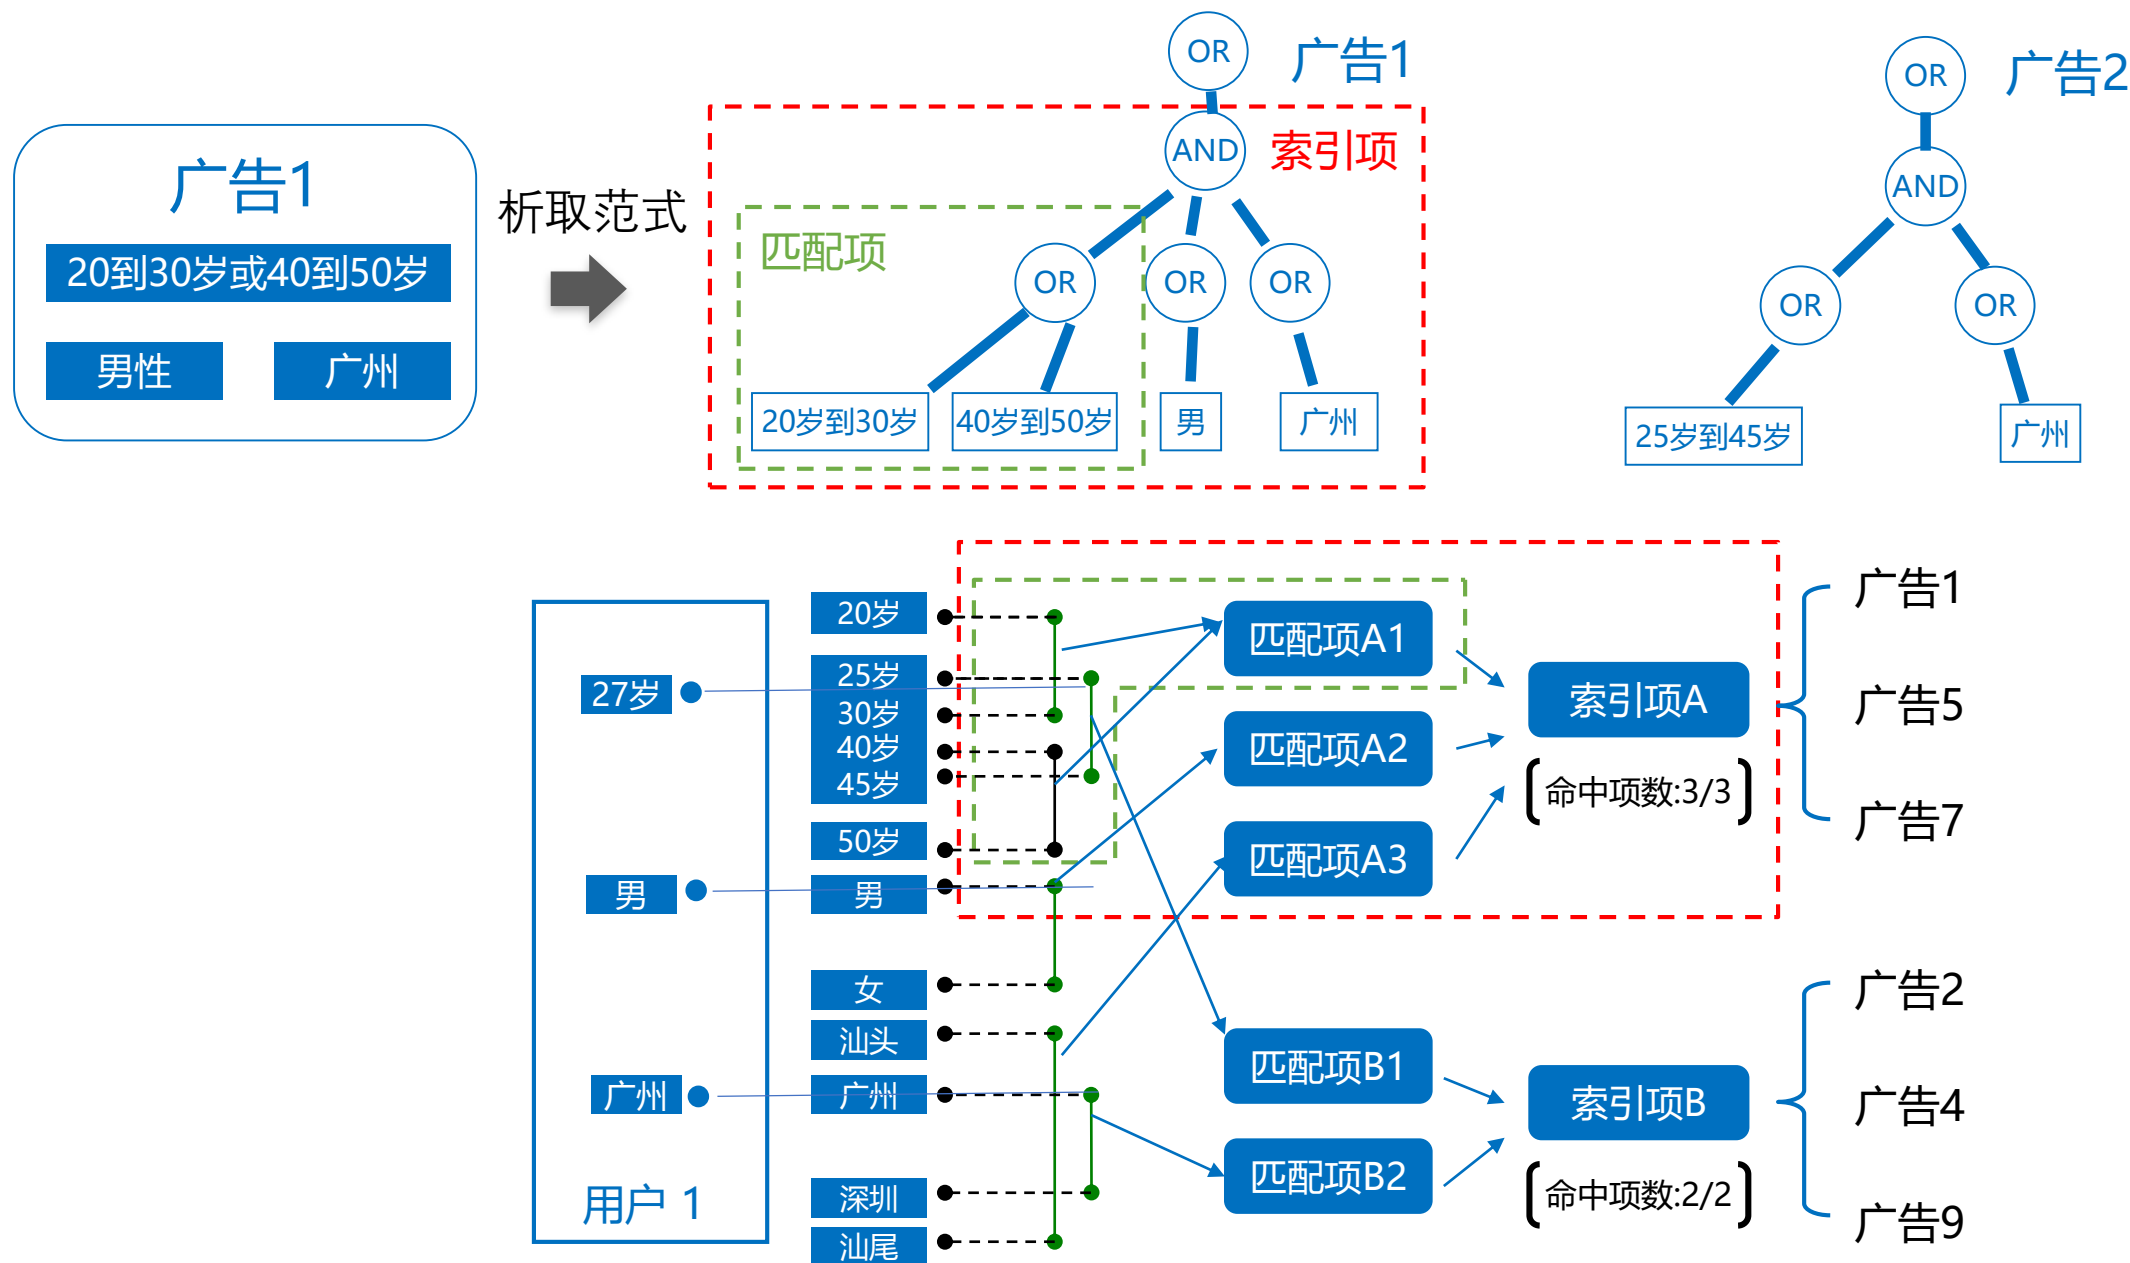 广告1
20到30岁或40到50岁
男性
广州
析取范式
OR
广告1
AND
索引项
匹配项
OR
OR
OR
20岁到30岁
40岁到50岁
男
广州
OR
广告2
AND
OR
OR
25岁到45岁
广州
27岁
男
广州
用户 1
20岁
25岁
30岁
40岁
45岁
50岁
男
女
汕头
广州
深圳
汕尾
匹配项A1
匹配项A2
匹配项A3
匹配项B1
匹配项B2
索引项A
命中项数:3/3
索引项B
命中项数:2/2
广告1
广告5
广告7
广告2
广告4
广告9